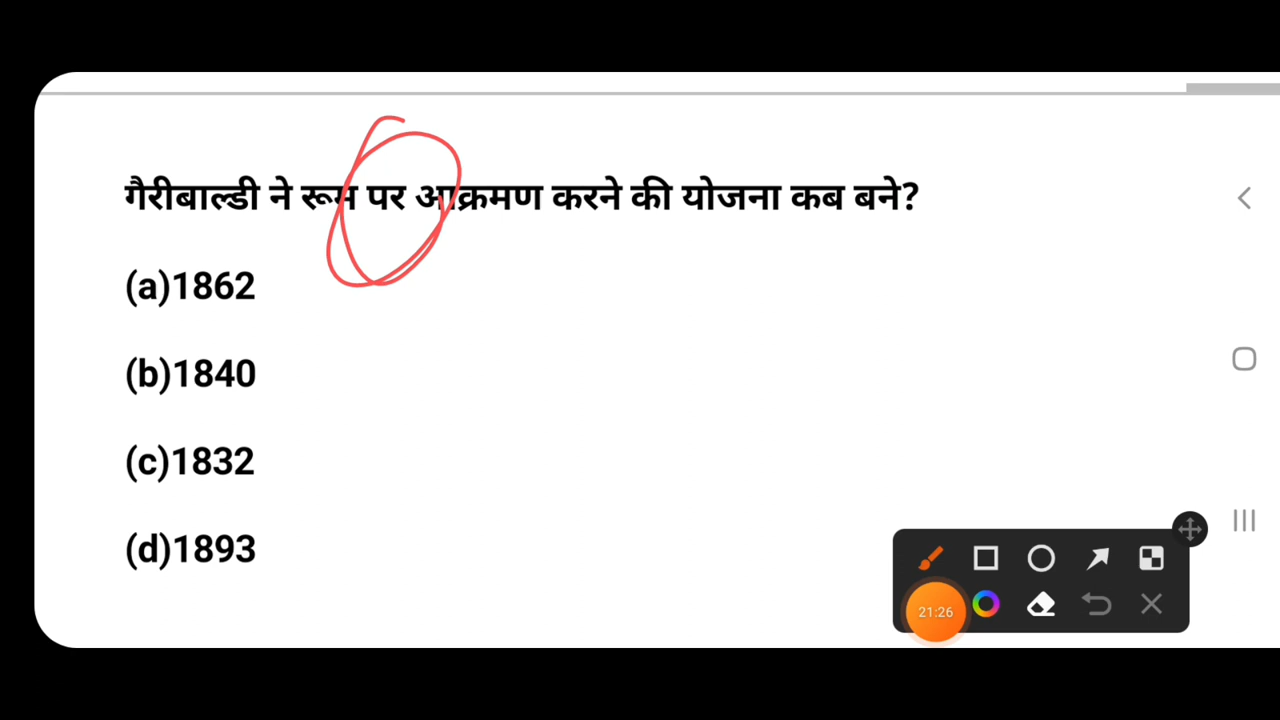 गैरीबाल्डी ने रूम पर आक्रमण करने की योजना कब बने?
(a)1862
(b)1840
(c)1832
(d)1893
21:26